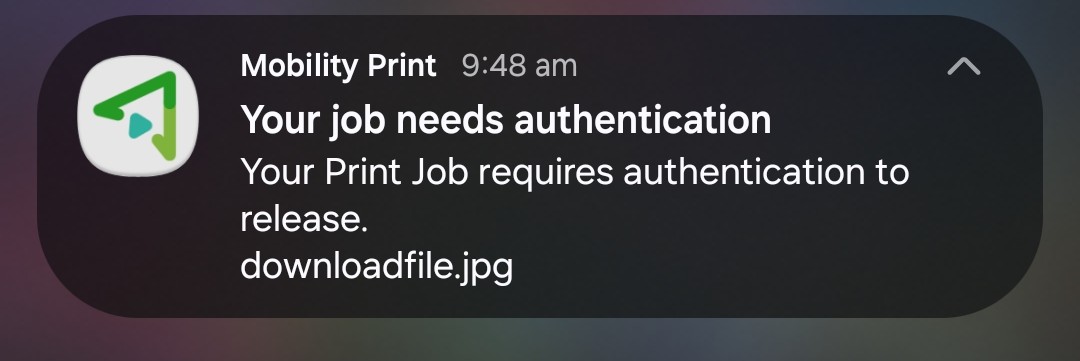 Mobility Print 9:48 am
Your job needs authentication
Your Print Job requires authentication to
release.
downloadfile.jpg